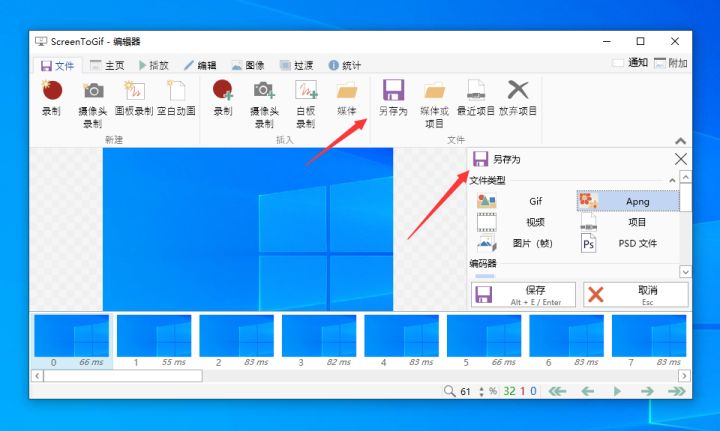 ScreenToGif - 编辑器
文件 主页 播放 编辑 图像 过渡 统计 通知 附加
录制 摄像头录制 画板录制 空白动画 录制 摄像头录制 白板录制 媒体 另存为 媒体或项目 最近项目 放弃项目
新建 插入 文件
另存为
文件类型
Gif Apng
视频 项目
图片（帧） PSD 文件
编码器
保存 取消
Alt + E / Enter Esc
0 66 ms 1 55 ms 2 83 ms 3 82 ms 4 83 ms 5 66 ms 6 83 ms 7 83 ms
61 % 32 1 0